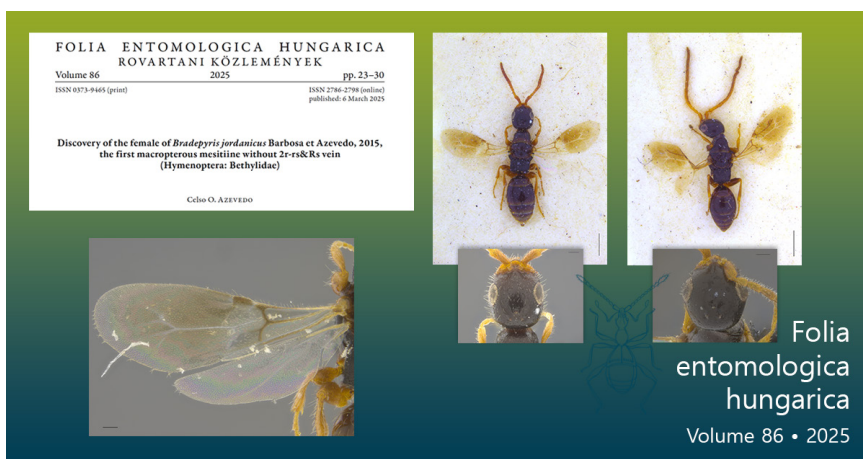 FOLIA ENTOMOLOGICA HUNGARICA
ROVARTANI KÖZLEMÉNYEK
Volume 86 2025 pp. 23–30
ISSN 0373-9465 (print) ISSN 2786-2798 (online)
published: 6 March 2025
Discovery of the female of Bradepyris jordanicus Barbosa et Azevedo, 2015,
the first macropterous mesitiine without 2r-rs&Rs vein
(Hymenoptera: Bethylidae)
Celso O. AZEVEDO
Folia
entomologica
hungarica
Volume 86 • 2025